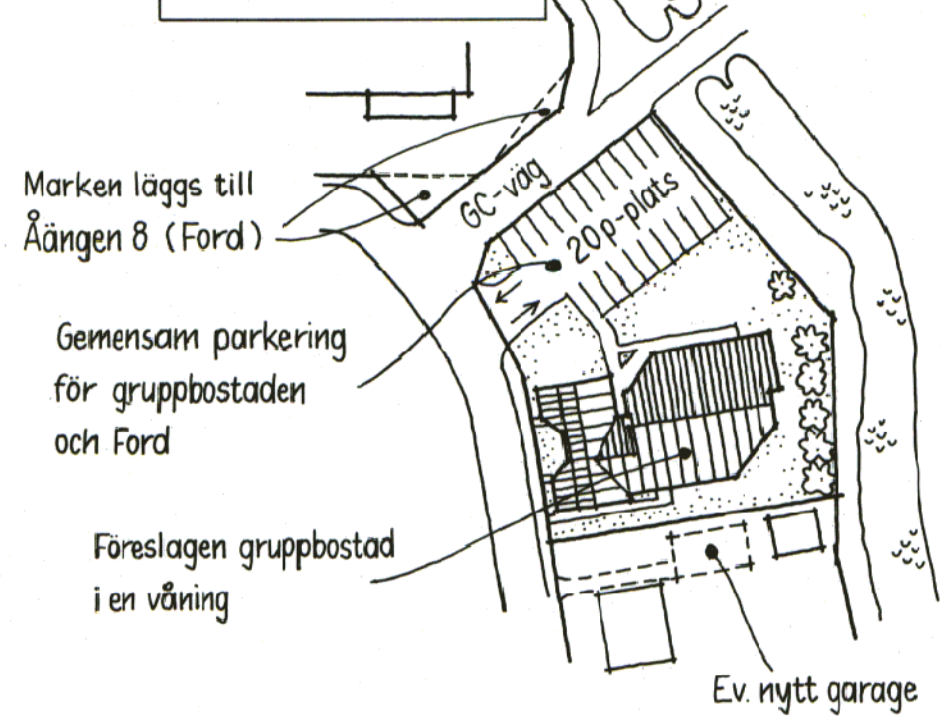 Marken läggs till
Åängen 8 (Ford)
GC-väg
20p-plats
Gemensam parkering
för gruppbostaden
och Ford
Föreslagen gruppbostad
i en våning
Ev. nytt garage